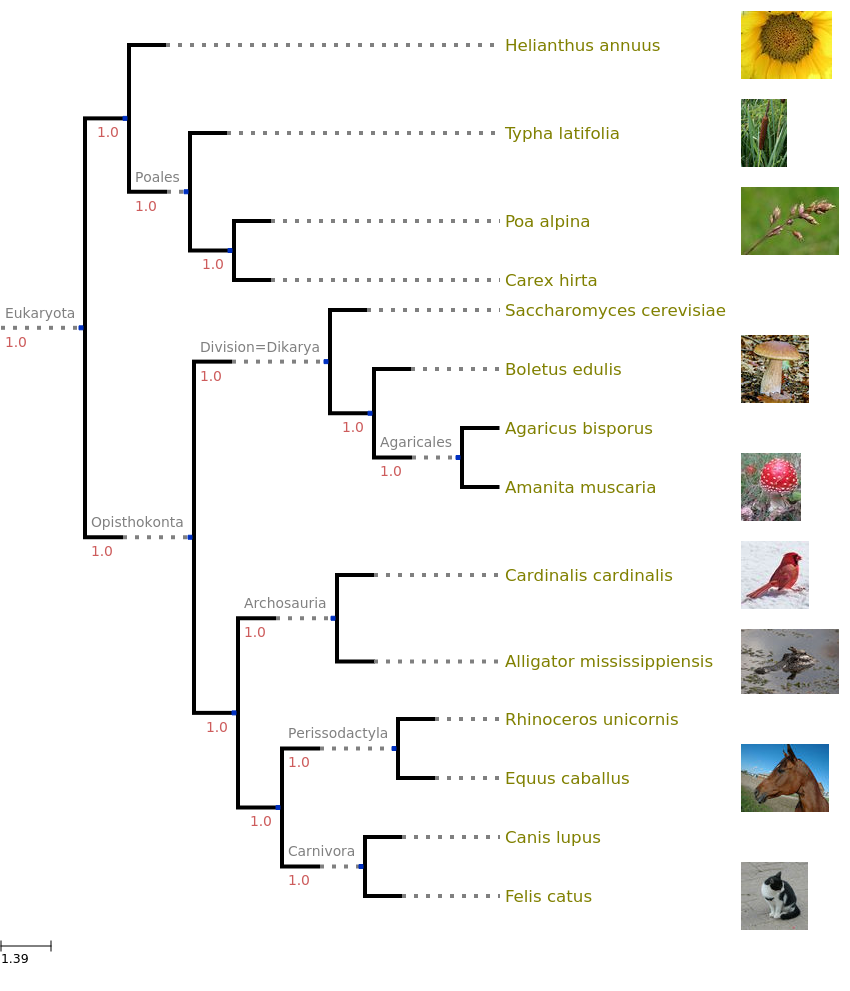 Helianthus annuus
1.0
Typha latifolia
Poales
1.0
Poa alpina
1.0
Carex hirta
Eukaryota
1.0
Saccharomyces cerevisiae
Division=Dikarya
1.0
Boletus edulis
1.0
Agaricus bisporus
Agaricales
1.0
Amanita muscaria
Opisthokonta
1.0
Cardinalis cardinalis
Archosauria
1.0
Alligator mississippiensis
1.0
Rhinoceros unicornis
Perissodactyla
1.0
Equus caballus
1.0
Canis lupus
Carnivora
1.0
Felis catus
1.39